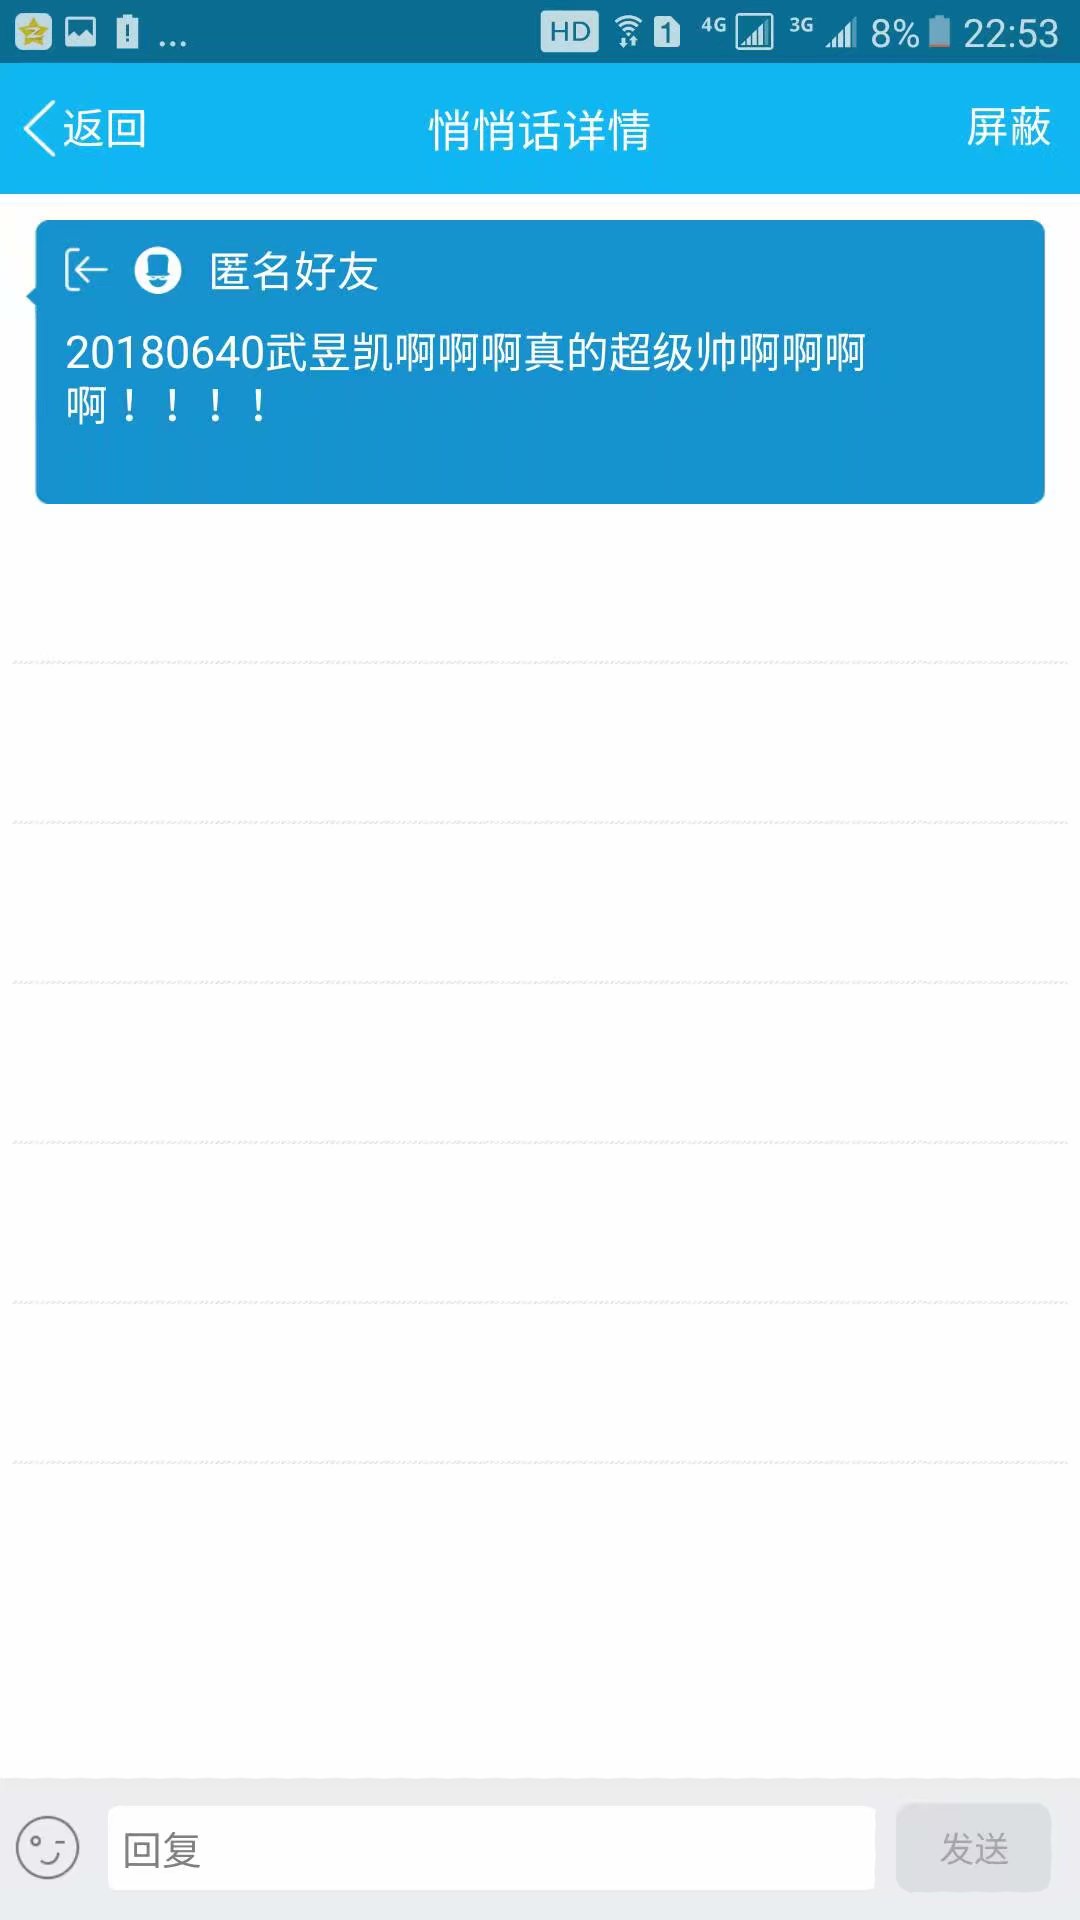 ... HD 1 4G 3G 8% 22:53
返回 悄悄话详情 屏蔽
匿名好友
20180640武昱凯啊啊啊真的超级帅啊啊啊
啊！！！！
回复 发送